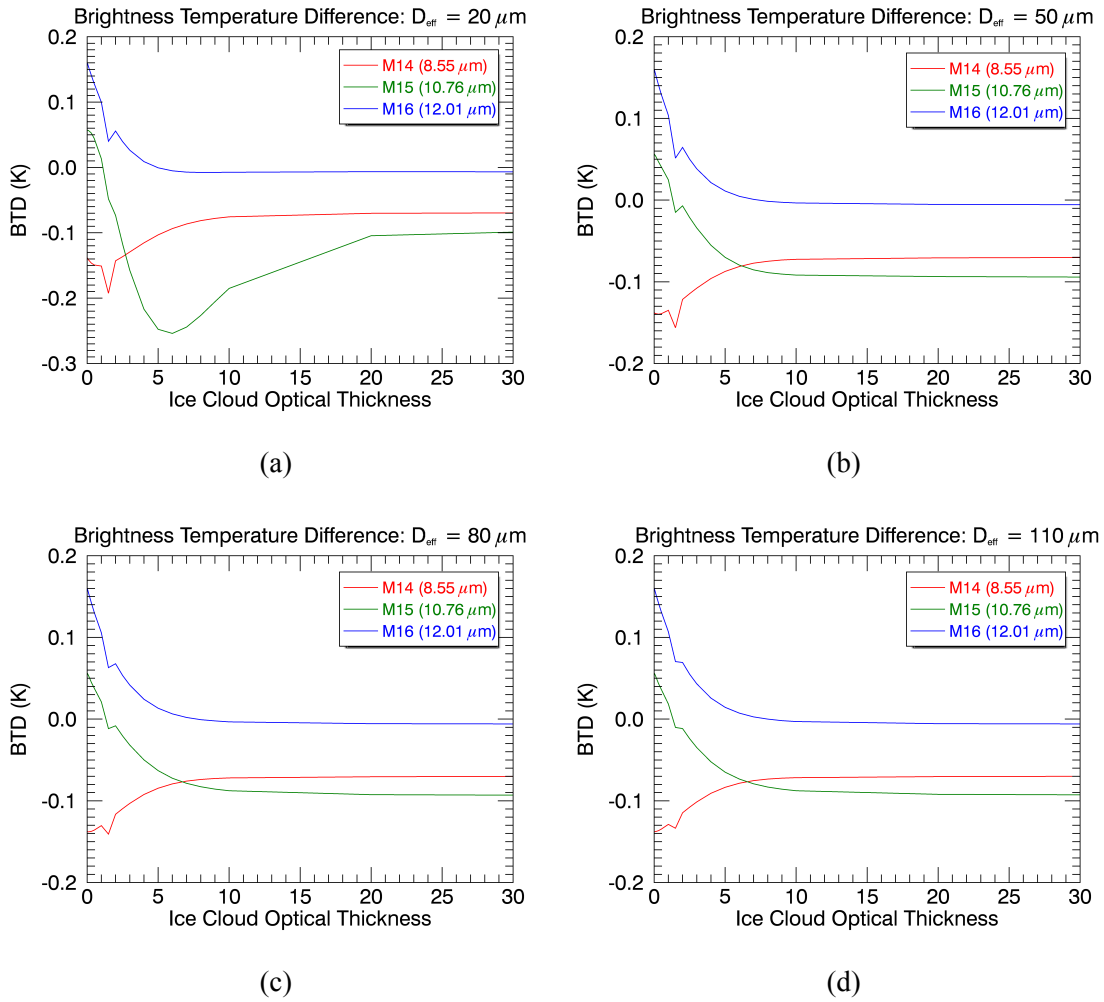 Brightness Temperature Difference: Deff = 20 μm
0.2
0.1
0.0
-0.1
-0.2
-0.3
BTD (K)
M14 (8.55 μm)
M15 (10.76 μm)
M16 (12.01 μm)
0 5 10 15 20 25 30
Ice Cloud Optical Thickness
(a)
Brightness Temperature Difference: Deff = 50 μm
0.2
0.1
0.0
-0.1
-0.2
BTD (K)
M14 (8.55 μm)
M15 (10.76 μm)
M16 (12.01 μm)
0 5 10 15 20 25 30
Ice Cloud Optical Thickness
(b)
Brightness Temperature Difference: Deff = 80 μm
0.2
0.1
0.0
-0.1
-0.2
BTD (K)
M14 (8.55 μm)
M15 (10.76 μm)
M16 (12.01 μm)
0 5 10 15 20 25 30
Ice Cloud Optical Thickness
(c)
Brightness Temperature Difference: Deff = 110 μm
0.2
0.1
0.0
-0.1
-0.2
BTD (K)
M14 (8.55 μm)
M15 (10.76 μm)
M16 (12.01 μm)
0 5 10 15 20 25 30
Ice Cloud Optical Thickness
(d)